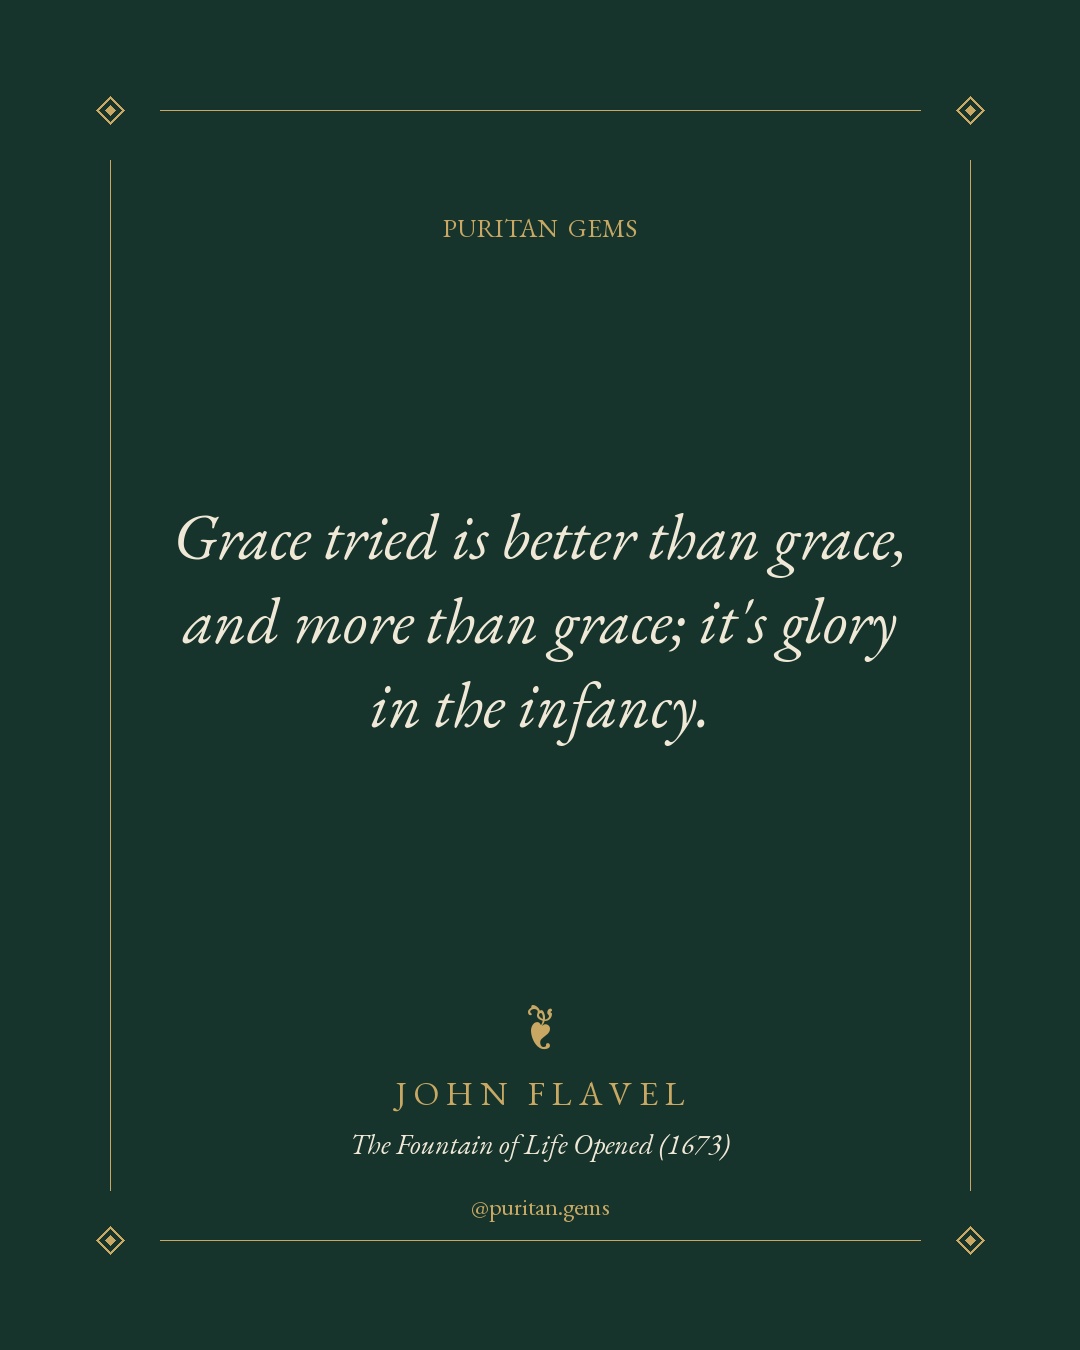 PURITAN GEMS
Grace tried is better than grace,
and more than grace; it's glory
in the infancy.
JOHN FLAVEL
The Fountain of Life Opened (1673)
@puritan.gems